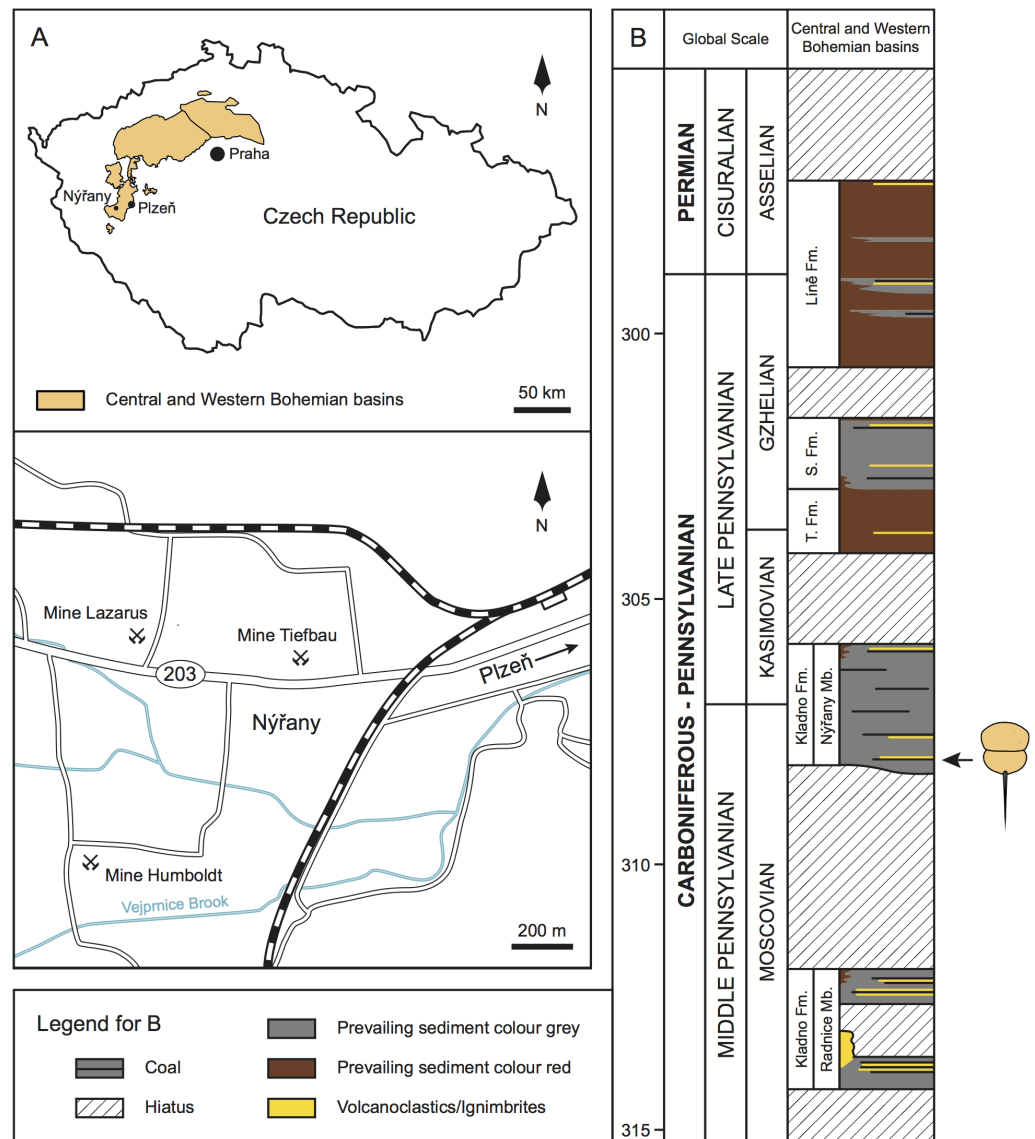 A
N
Praha
Nýřany
Plzeň
Czech Republic
Central and Western Bohemian basins
50 km
N
Mine Lazarus
Mine Tiefbau
203
Plzeň
Nýřany
Mine Humboldt
Vejprnice Brook
200 m
Legend for B
Coal
Hiatus
Prevailing sediment colour grey
Prevailing sediment colour red
Volcanoclastics/Ignimbrites
B
Global Scale
Central and Western
Bohemian basins
300
305
310
315
PERMIAN
CARBONIFEROUS - PENNSYLVANIAN
CISURALIAN
LATE PENNSYLVANIAN
MIDDLE PENNSYLVANIAN
ASSELIAN
GZHELIAN
KASIMOVIAN
MOSCOVIAN
Líně Fm.
S. Fm.
T. Fm.
Kladno Fm.
Nýřany Mb.
Kladno Fm.
Radnice Mb.